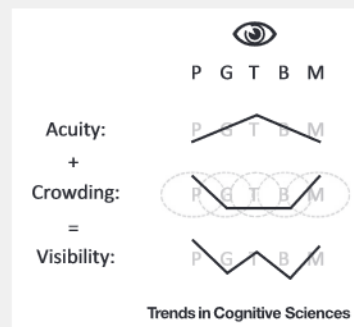 P G T B M
Acuity: P G T B M
+
Crowding: P G T B M
=
Visibility: P G T B M
Trends in Cognitive Sciences